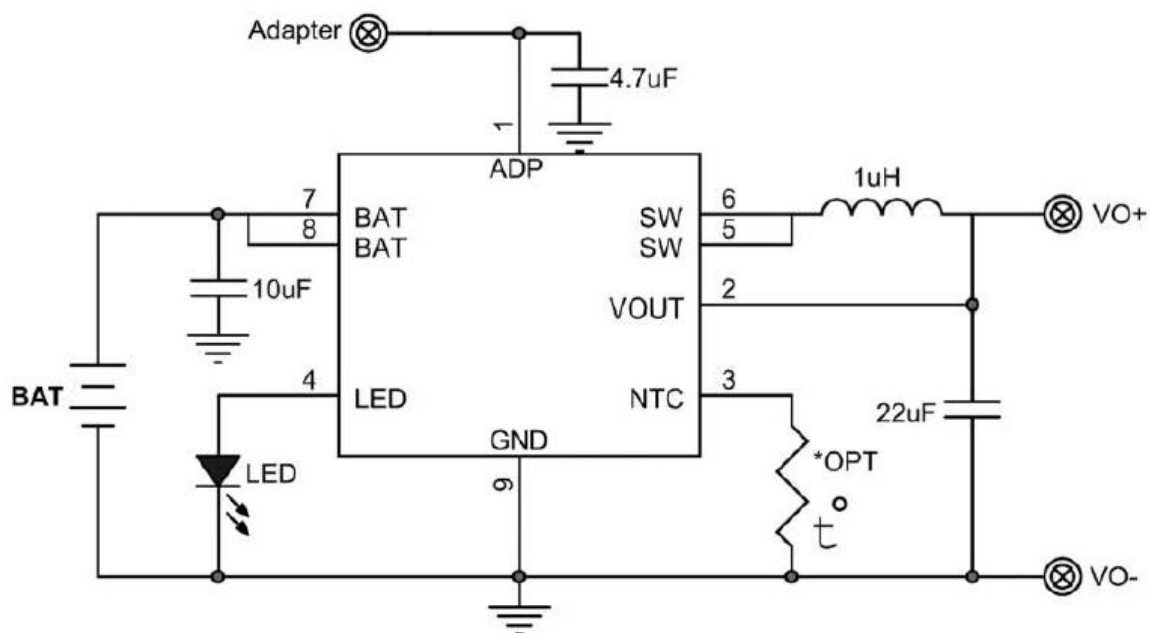 Adapter
4.7uF
1
ADP
1uH
7
BAT
SW
6
VO+
8
BAT
SW
5
10uF
VOUT
2
BAT
4
LED
NTC
3
22uF
GND
*OPT
LED
9
t°
VO-